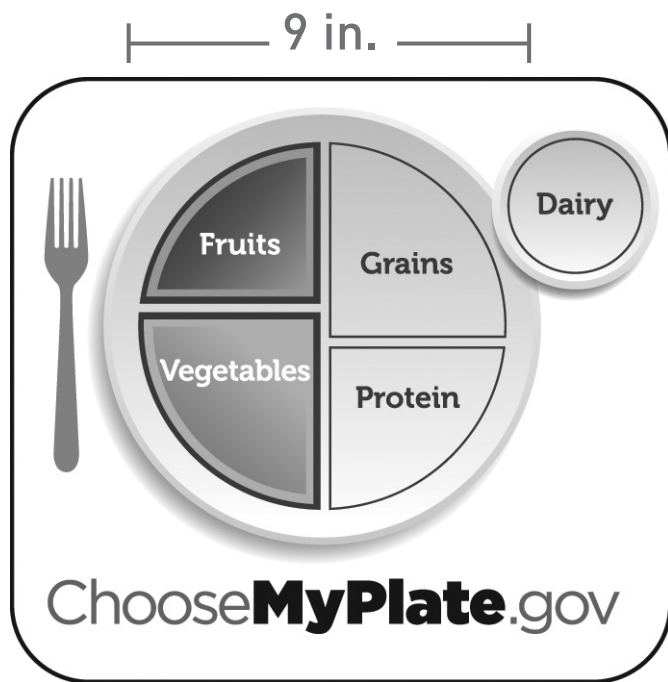 9 in.
Dairy
Fruits
Grains
Vegetables
Protein
ChooseMyPlate.gov